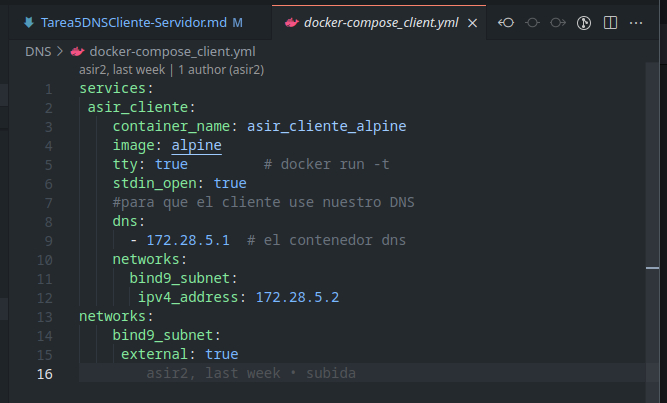 Tarea5DNSCliente-Servidor.md M
docker-compose_client.yml
DNS > docker-compose_client.yml
asir2, last week | 1 author (asir2)
1 services:
2 asir_cliente:
3 container_name: asir_cliente_alpine
4 image: alpine
5 tty: true # docker run -t
6 stdin_open: true
7 #para que el cliente use nuestro DNS
8 dns:
9 - 172.28.5.1 # el contenedor dns
10 networks:
11 bind9_subnet:
12 ipv4_address: 172.28.5.2
13 networks:
14 bind9_subnet:
15 external: true
16 asir2, last week • subida